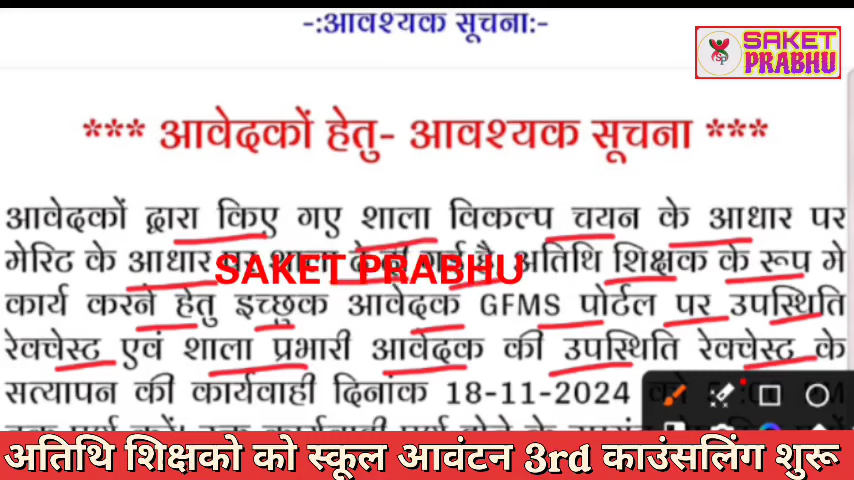 -:आवश्यक सूचना:-
SAKET
PRABHU
*** आवेदकों हेतु- आवश्यक सूचना ***
आवेदकों द्वारा किए गए शाला विकल्प चयन के आधार पर
मेरिट के आधार पर शाला अतिथि शिक्षक के रूप मे
SAKET PRABHU
कार्य करने हेतु इच्छुक आवेदक GFMS पोर्टल पर उपस्थिति
रेक्वेस्ट एवं शाला प्रभारी आवेदक की उपस्थिति रेक्वेस्ट के
सत्यापन की कार्यवाही दिनांक 18-11-2024
अतिथि शिक्षको को स्कूल आवंटन 3rd काउंसलिंग शुरू